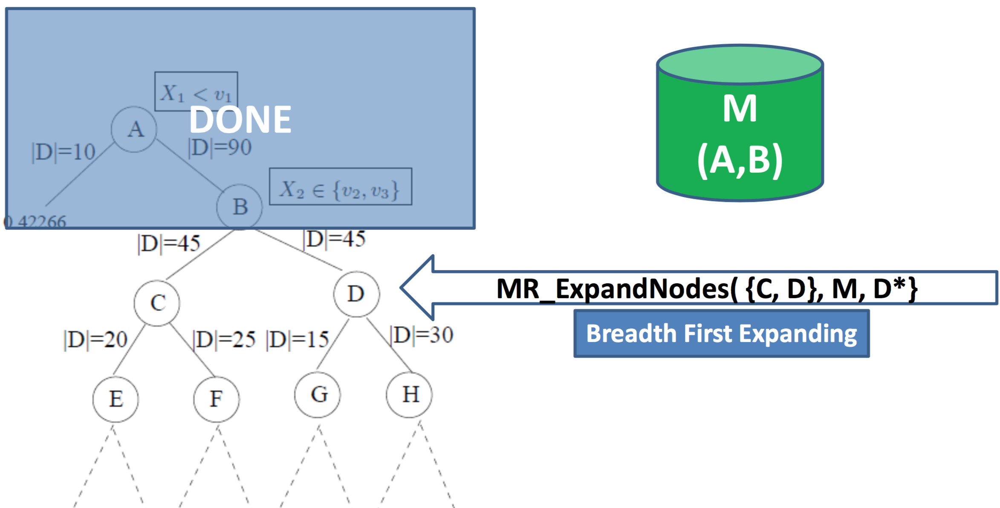 X₁ < v₁
A
DONE
|D|=10
|D|=90
X₂ ∈ {v₂, v₃}
B
0.42266
|D|=45
|D|=45
M
(A,B)
MR_ExpandNodes( {C, D}, M, D*}
Breadth First Expanding
C
D
|D|=20
|D|=25
|D|=15
|D|=30
E
F
G
H